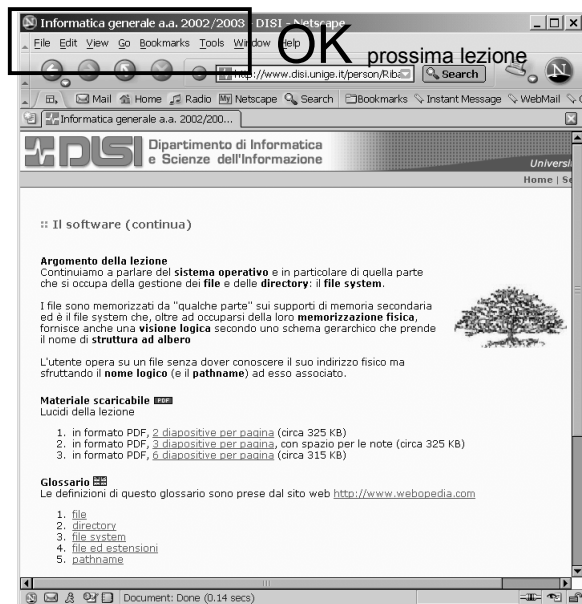 Informatica generale a.a. 2002/2003 - DISI - Netscape
File Edit View Go Bookmarks Tools Window Help
OK prossima lezione
http://www.disi.unige.it/person/Riba
Search
Mail Home Radio Netscape Search Bookmarks Instant Message WebMail
Informatica generale a.a. 2002/200...
DISI
Dipartimento di Informatica
e Scienze dell'Informazione
Universi
Home | Se
:: Il software (continua)
Argomento della lezione
Continuiamo a parlare del sistema operativo e in particolare di quella parte
che si occupa della gestione dei file e delle directory: il file system.
I file sono memorizzati da "qualche parte" sui supporti di memoria secondaria
ed è il file system che, oltre ad occuparsi della loro memorizzazione fisica,
fornisce anche una visione logica secondo uno schema gerarchico che prende
il nome di struttura ad albero
L'utente opera su un file senza dover conoscere il suo indirizzo fisico ma
sfruttando il nome logico (e il pathname) ad esso associato.
Materiale scaricabile PDF
Lucidi della lezione
1. in formato PDF, 2 diapositive per pagina (circa 325 KB)
2. in formato PDF, 3 diapositive per pagina, con spazio per le note (circa 325 KB)
3. in formato PDF, 6 diapositive per pagina (circa 315 KB)
Glossario
Le definizioni di questo glossario sono prese dal sito web http://www.webopedia.com
1. file
2. directory
3. file system
4. file ed estensioni
5. pathname
Document: Done (0.14 secs)